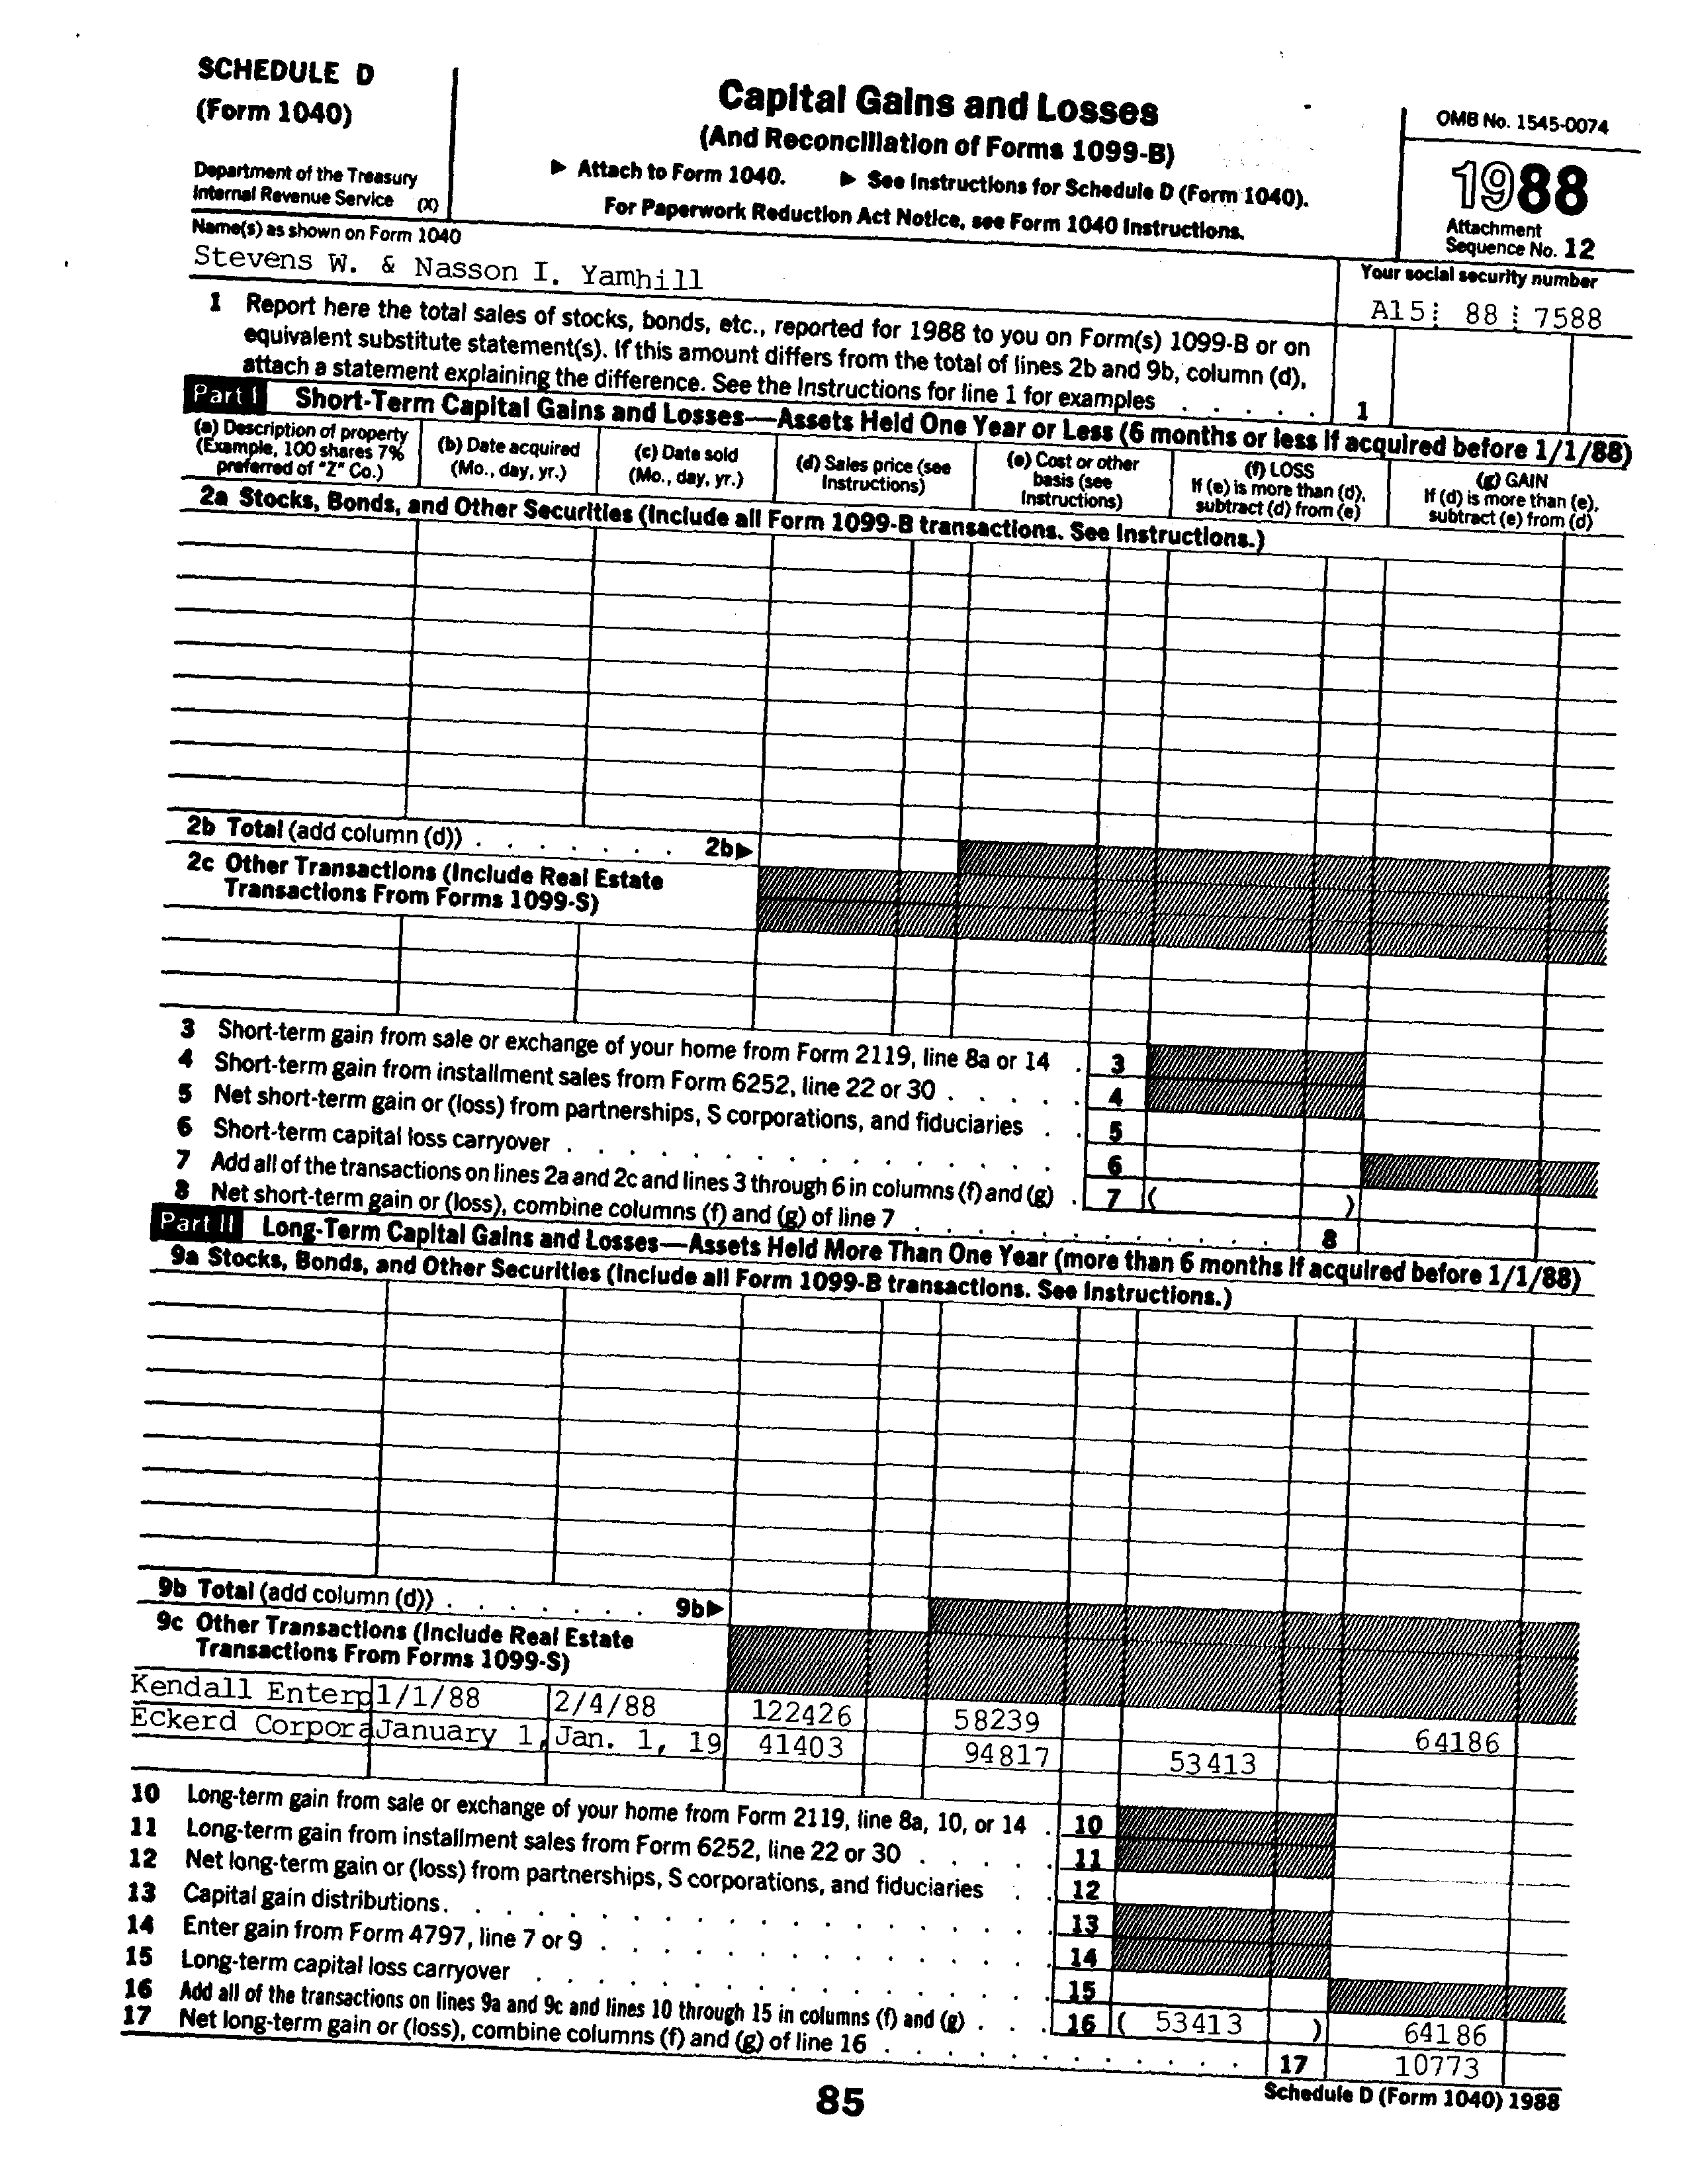 SCHEDULE D
(Form 1040)
Department of the Treasury
Internal Revenue Service (X)
Capital Gains and Losses
(And Reconciliation of Forms 1099-B)
▶ Attach to Form 1040. ▶ See Instructions for Schedule D (Form 1040).
For Paperwork Reduction Act Notice, see Form 1040 Instructions.
OMB No. 1545-0074
1988
Attachment
Sequence No. 12
Name(s) as shown on Form 1040
Stevens W. & Nasson I. Yamhill
Your social security number
A15 88 7588
1 Report here the total sales of stocks, bonds, etc., reported for 1988 to you on Form(s) 1099-B or on
equivalent substitute statement(s). If this amount differs from the total of lines 2b and 9b, column (d),
attach a statement explaining the difference. See the Instructions for line 1 for examples . . . . . 1
Part I Short-Term Capital Gains and Losses—Assets Held One Year or Less (6 months or less if acquired before 1/1/88)
(a) Description of property
(Example, 100 shares 7%
preferred of "Z" Co.)
(b) Date acquired
(Mo., day, yr.)
(c) Date sold
(Mo., day, yr.)
(d) Sales price (see
Instructions)
(e) Cost or other
basis (see
Instructions)
(f) LOSS
If (e) is more than (d),
subtract (d) from (e)
(g) GAIN
If (d) is more than (e),
subtract (e) from (d)
2a Stocks, Bonds, and Other Securities (Include all Form 1099-B transactions. See Instructions.)
2b Total (add column (d)) . . . . . . . 2b▶
2c Other Transactions (Include Real Estate
Transactions From Forms 1099-S)
3 Short-term gain from sale or exchange of your home from Form 2119, line 8a or 14 . 3
4 Short-term gain from installment sales from Form 6252, line 22 or 30 . . . . . 4
5 Net short-term gain or (loss) from partnerships, S corporations, and fiduciaries . . 5
6 Short-term capital loss carryover . . . . . . . . . . . . . . . . 6
7 Add all of the transactions on lines 2a and 2c and lines 3 through 6 in columns (f) and (g) . 7 ( )
8 Net short-term gain or (loss), combine columns (f) and (g) of line 7 . . . . . . . . . . . . . 8
Part II Long-Term Capital Gains and Losses—Assets Held More Than One Year (more than 6 months if acquired before 1/1/88)
9a Stocks, Bonds, and Other Securities (Include all Form 1099-B transactions. See Instructions.)
9b Total (add column (d)) . . . . . . . 9b▶
9c Other Transactions (Include Real Estate
Transactions From Forms 1099-S)
Kendall Enterp 1/1/88 2/4/88 122426 58239 64186
Eckerd Corpora January 1, Jan. 1, 19 41403 94817 53413
10 Long-term gain from sale or exchange of your home from Form 2119, line 8a, 10, or 14 . 10
11 Long-term gain from installment sales from Form 6252, line 22 or 30 . . . . . 11
12 Net long-term gain or (loss) from partnerships, S corporations, and fiduciaries . . 12
13 Capital gain distributions . . . . . . . . . . . . . . . . . . . 13
14 Enter gain from Form 4797, line 7 or 9 . . . . . . . . . . . . . . 14
15 Long-term capital loss carryover . . . . . . . . . . . . . . . . . 15
16 Add all of the transactions on lines 9a and 9c and lines 10 through 15 in columns (f) and (g) . . . 16 ( 53413 ) 64186
17 Net long-term gain or (loss), combine columns (f) and (g) of line 16 . . . . . . . . . . . . 17 10773
85
Schedule D (Form 1040) 1988